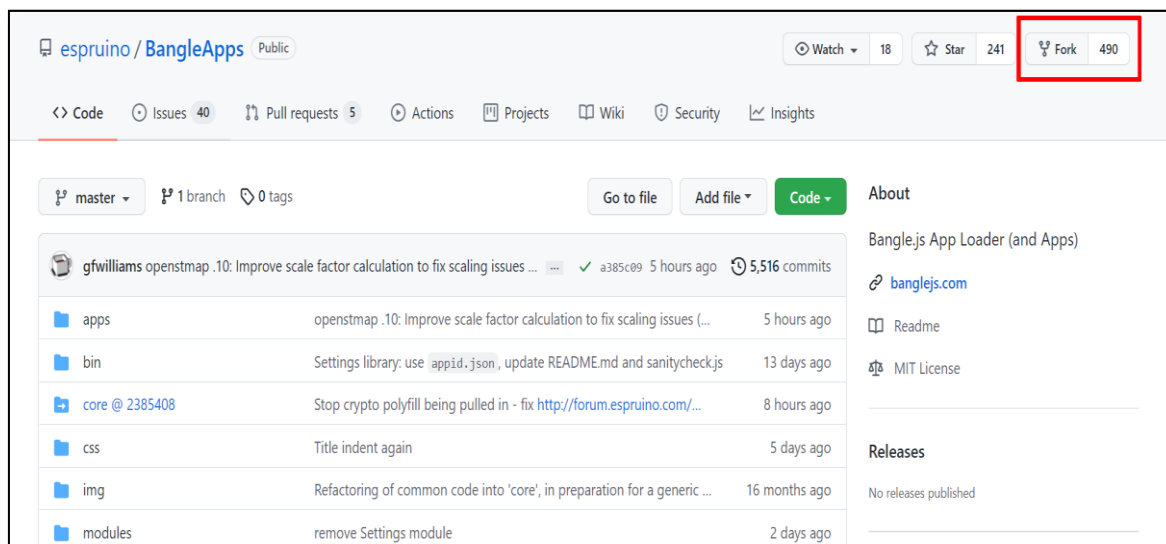 espruino / BangleApps Public
Watch 18 Star 241 Fork 490
<> Code Issues 40 Pull requests 5 Actions Projects Wiki Security Insights
master 1 branch 0 tags Go to file Add file Code
About
Bangle.js App Loader (and Apps)
gfwilliams openstmap .10: Improve scale factor calculation to fix scaling issues ... ... a385c09 5 hours ago 5,516 commits
banglejs.com
apps openstmap .10: Improve scale factor calculation to fix scaling issues (... 5 hours ago
Readme
bin Settings library: use appid.json, update README.md and sanitycheck.js 13 days ago
MIT License
core @ 2385408 Stop crypto polyfill being pulled in - fix http://forum.espruino.com/... 8 hours ago
css Title indent again 5 days ago
Releases
img Refactoring of common code into 'core', in preparation for a generic ... 16 months ago
No releases published
modules remove Settings module 2 days ago